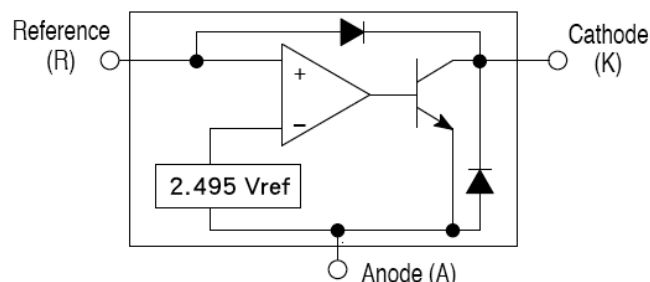 Reference
(R)
Cathode
(K)
+
−
2.495 Vref
Anode (A)